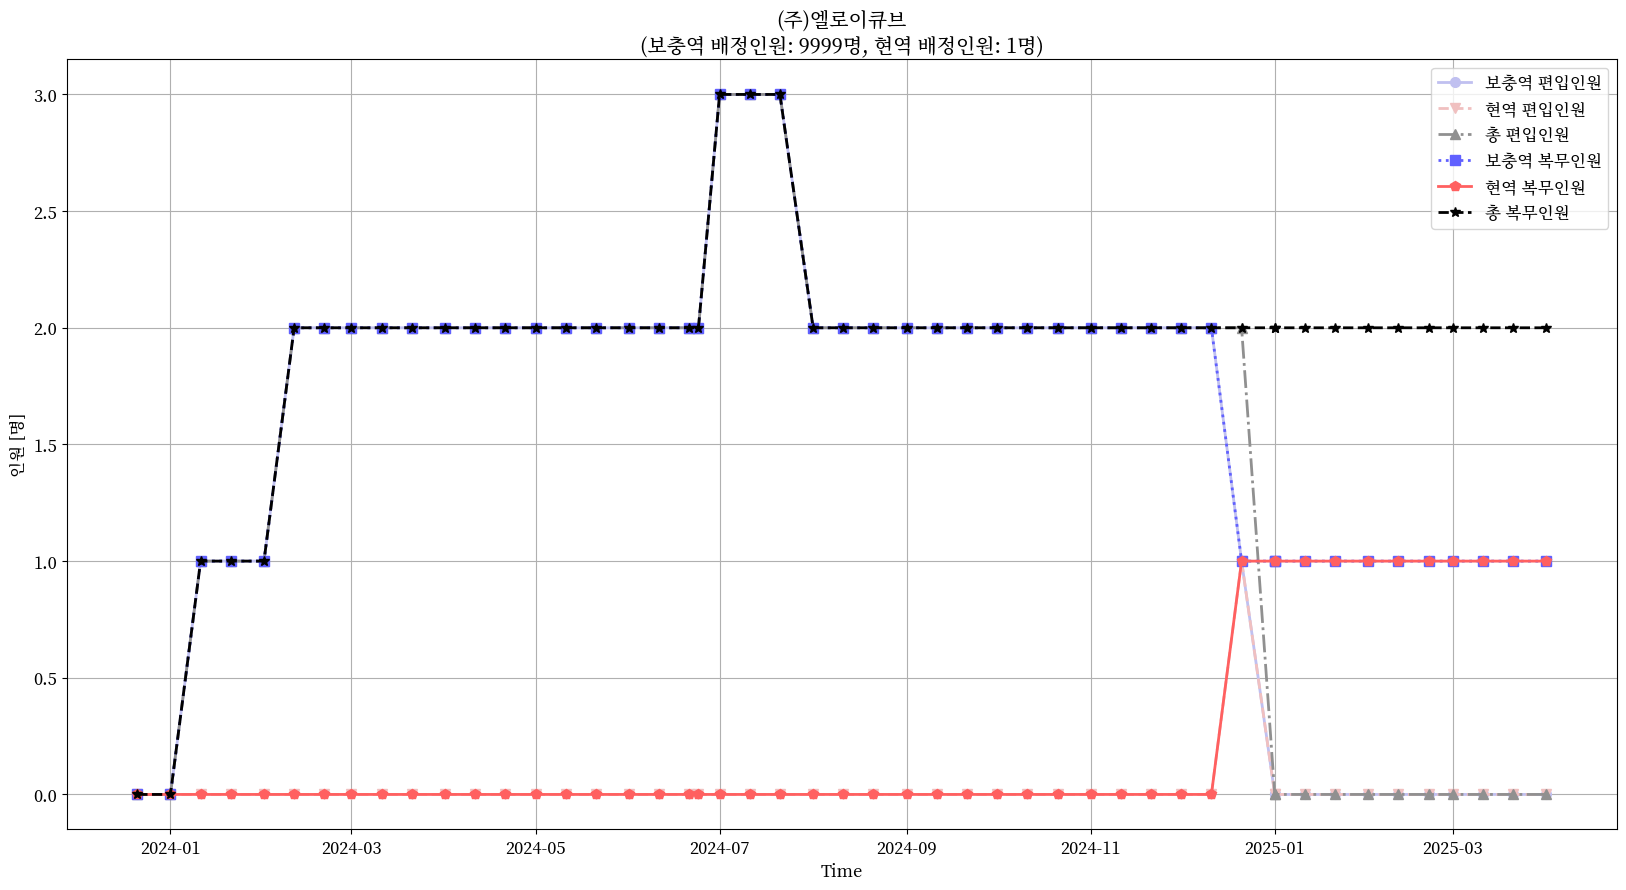 (주)엘로이큐브
(보충역 배정인원: 9999명, 현역 배정인원: 1명)
보충역 편입인원
현역 편입인원
총 편입인원
보충역 복무인원
현역 복무인원
총 복무인원
인원 [명]
3.0
2.5
2.0
1.5
1.0
0.5
0.0
2024-01 2024-03 2024-05 2024-07 2024-09 2024-11 2025-01 2025-03
Time